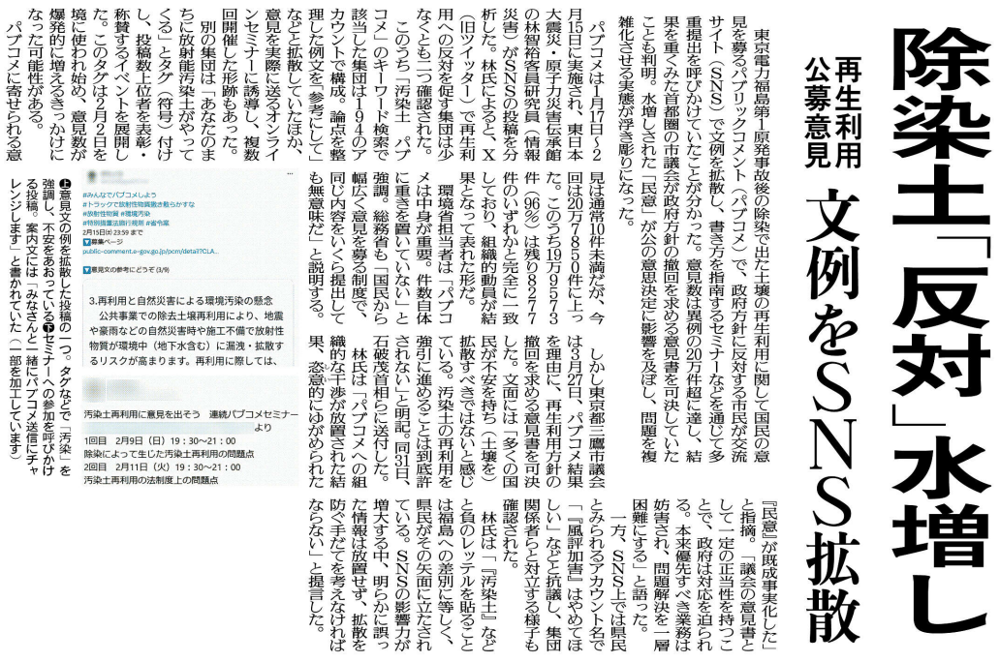 除染土「反対」水増し
再生利用
公募意見
文例をSNS拡散
東京電力福島第1原発事故後の除染で出た土壌の再生利用に関して国民の意
見を募るパブリックコメント（パブコメ）で、政府方針に反対する市民が交流
サイト（SNS）で文例を拡散し、書き方を指南するセミナーなどを通じて多
重提出を呼びかけていたことが分かった。意見数は異例の20万件超に達し、結
果を重くみた首都圏の市議会が政府方針の撤回を求める意見書を可決していた
ことも判明。水増しされた「民意」が公の意思決定に影響を及ぼし、問題を複
雑化させる実態が浮き彫りになった。
パブコメは1月17日～2
月15日に実施され、東日本
大震災・原子力災害伝承館
の林智裕客員研究員（情報
災害）がSNSの投稿を分
析した。林氏によると、X
（旧ツイッター）で再生利
用への反対を促す集団は少
なくとも二つ確認された。
このうち「汚染土　パブ
コメ」のキーワード検索で
該当した集団は194のア
カウントで構成。論点を整
理した例文を「参考にして」
などと拡散していたほか、
意見を実際に送るオンライ
ンセミナーに誘導し、複数
回開催した形跡もあった。
別の集団は「あなたのま
ちに放射能汚染土がやって
くる」とタグ（符号）付け
し、投稿数上位者を表彰・
称賛するイベントを展開し
た。このタグは2月2日を
境に使われ始め、意見数が
爆発的に増えるきっかけに
なった可能性がある。
パブコメに寄せられる意
見は通常10件未満だが、今
回は20万7850件に上っ
た。このうち19万9573
件（96％）は残り8277
件のいずれかと完全に一致
しており、組織的動員が結
果となって表れた形だ。
環境省担当者は「パブコ
メは中身が重要。件数自体
に重きを置いていない」と
強調。総務省も「国民から
幅広く意見を募る制度で、
同じ内容をいくら提出して
も無意味だ」と説明する。
しかし東京都三鷹市議会
は3月27日、パブコメ結果
を理由に、再生利用方針の
撤回を求める意見書を可決
した。文面には「多くの国
民が不安を持ち（土壌を）
拡散すべきではないと感じ
ている。汚染土の再利用を
強引に進めることは到底許
されない」と明記。同31日、
石破茂首相らに送付した。
林氏は「パブコメへの組
織的な干渉が放置された結
果、恣意的にゆがめられた
『民意』が既成事実化した」
と指摘。「議会の意見書と
して一定の正当性を持つこ
とで、政府は対応を迫られ
る。本来優先すべき業務は
妨害され、問題解決を一層
困難にする」と語った。
一方、SNS上では県民
とみられるアカウント名で
「『風評加害』はやめてほ
しい」などと抗議し、集団
関係者らと対立する様子も
確認された。
林氏は「『汚染土』など
と負のレッテルを貼ること
は福島への差別に等しく、
県民がその矢面に立たされ
ている。SNSの影響力が
増大する中、明らかに誤っ
た情報は放置せず、拡散を
防ぐ手だてを考えなければ
ならない」と提言した。
#みんなでパブコメしよう
#トラックで放射性物質撒き散らかすな
#放射性物質 #環境汚染
#特別措置法施行規則 #省令案
2月15日㈯ 23:59 まで
募集ページ
public-comment.e-gov.go.jp/pcm/detail?CLA...
意見文の参考にどうぞ (3/9)
3.再利用と自然災害による環境汚染の懸念
公共事業での除去土壌再利用により、地震
や豪雨などの自然災害時や施工不備で放射性
物質が環境中（地下水含む）に漏洩・拡散す
るリスクが高まります。再利用に際しては、
汚染土再利用に意見を出そう　連続パブコメセミナー
より
1回目　2月9日（日）19：30～21：00
除染によって生じた汚染土再利用の問題点
2回目　2月11日（火）19：30～21：00
汚染土再利用の法制度上の問題点
㊤意見文の例を拡散した投稿の一つ。タグなどで「汚染」を
強調し、不安をあおっている㊦セミナーへの参加を呼びかけ
る投稿。案内文には「みなさんと一緒にパブコメ送信にチャ
レンジします」と書かれていた（一部を加工しています）